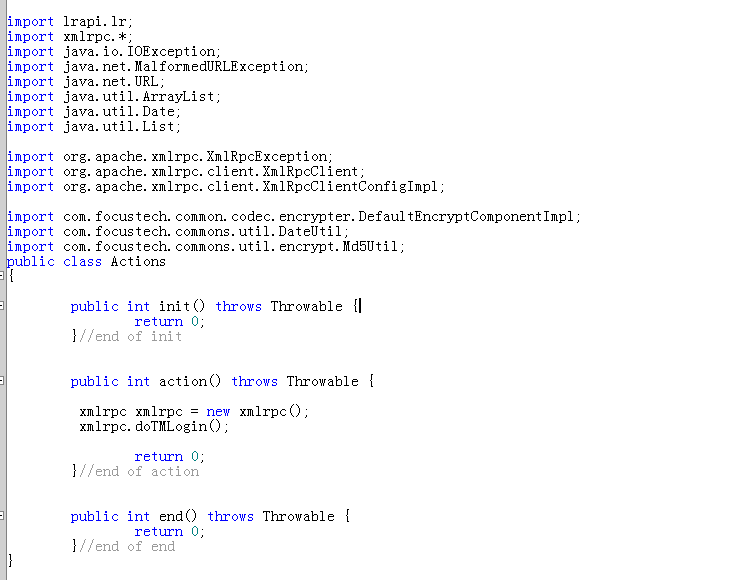 import lrapi.lr;
import xmlrpc.*;
import java.io.IOException;
import java.net.MalformedURLException;
import java.net.URL;
import java.util.ArrayList;
import java.util.Date;
import java.util.List;
import org.apache.xmlrpc.XmlRpcException;
import org.apache.xmlrpc.client.XmlRpcClient;
import org.apache.xmlrpc.client.XmlRpcClientConfigImpl;
import com.focustech.common.codec.encrypter.DefaultEncryptComponentImpl;
import com.focustech.commons.util.DateUtil;
import com.focustech.commons.util.encrypt.Md5Util;
public class Actions
{
public int init() throws Throwable {
return 0;
}//end of init
public int action() throws Throwable {
xmlrpc xmlrpc = new xmlrpc();
xmlrpc.doTMLogin();
return 0;
}//end of action
public int end() throws Throwable {
return 0;
}//end of end
}